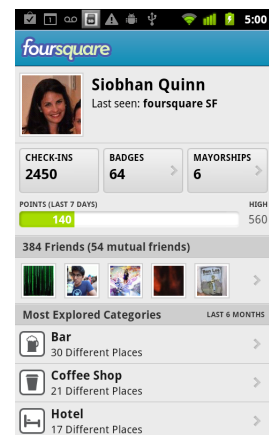 5:00
foursquare
Siobhan Quinn
Last seen: foursquare SF
CHECK-INS
2450
BADGES
64
MAYORSHIPS
6
POINTS (LAST 7 DAYS)
HIGH
140
560
384 Friends (54 mutual friends)
Most Explored Categories
LAST 6 MONTHS
Bar
30 Different Places
Coffee Shop
21 Different Places
Hotel
17 Different Places